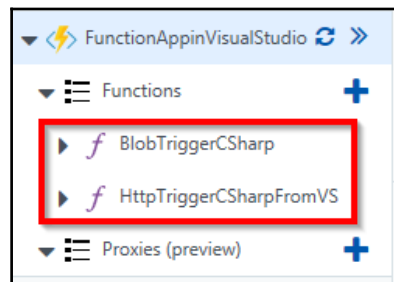 FunctionAppinVisualStudio
Functions
BlobTriggerCSharp
HttpTriggerCSharpFromVS
Proxies (preview)